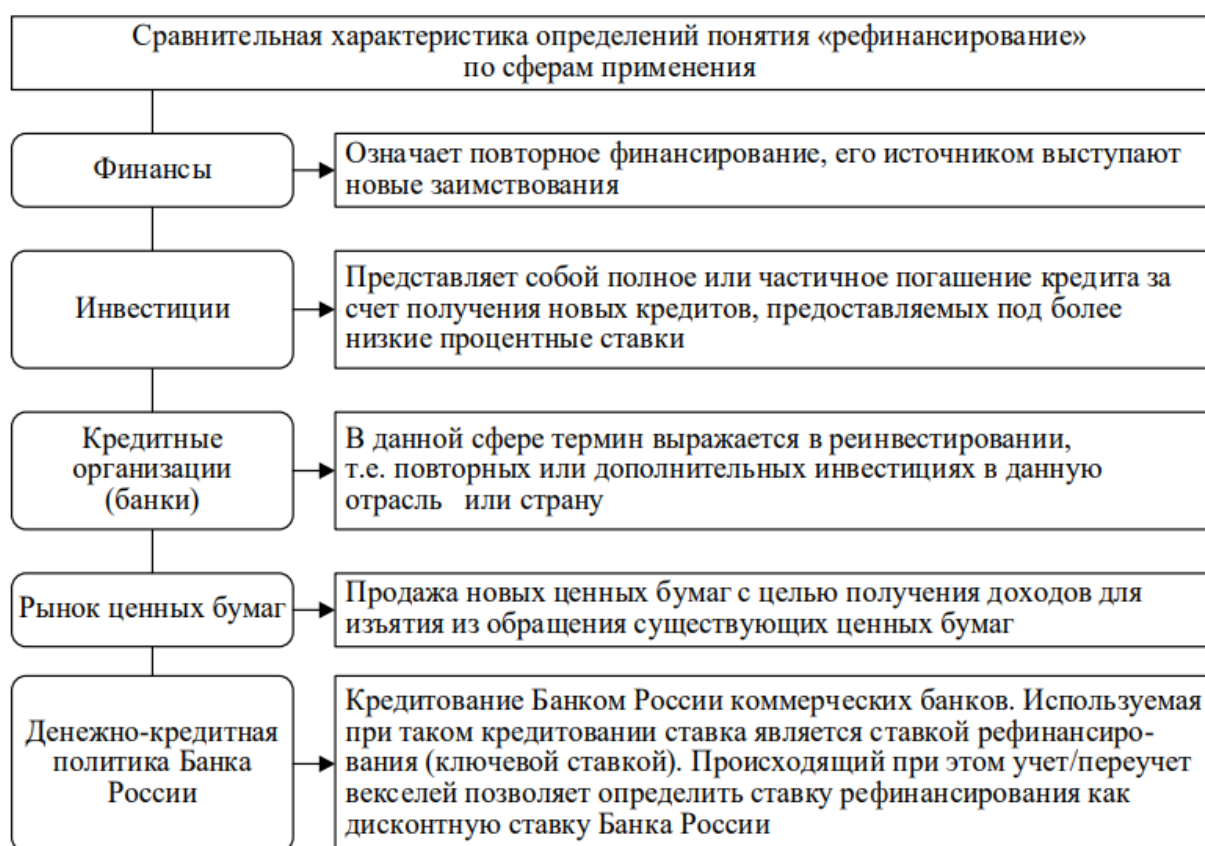 Сравнительная характеристика определений понятия «рефинансирование»
по сферам применения
Финансы
Означает повторное финансирование, его источником выступают
новые заимствования
Инвестиции
Представляет собой полное или частичное погашение кредита за
счет получения новых кредитов, предоставляемых под более
низкие процентные ставки
Кредитные
организации
(банки)
В данной сфере термин выражается в реинвестировании,
т.е. повторных или дополнительных инвестициях в данную
отрасль или страну
Рынок ценных бумаг
Продажа новых ценных бумаг с целью получения доходов для
изъятия из обращения существующих ценных бумаг
Денежно-кредитная
политика Банка
России
Кредитование Банком России коммерческих банков. Используемая
при таком кредитовании ставка является ставкой рефинансиро-
вания (ключевой ставкой). Происходящий при этом учет/переучет
векселей позволяет определить ставку рефинансирования как
дисконтную ставку Банка России